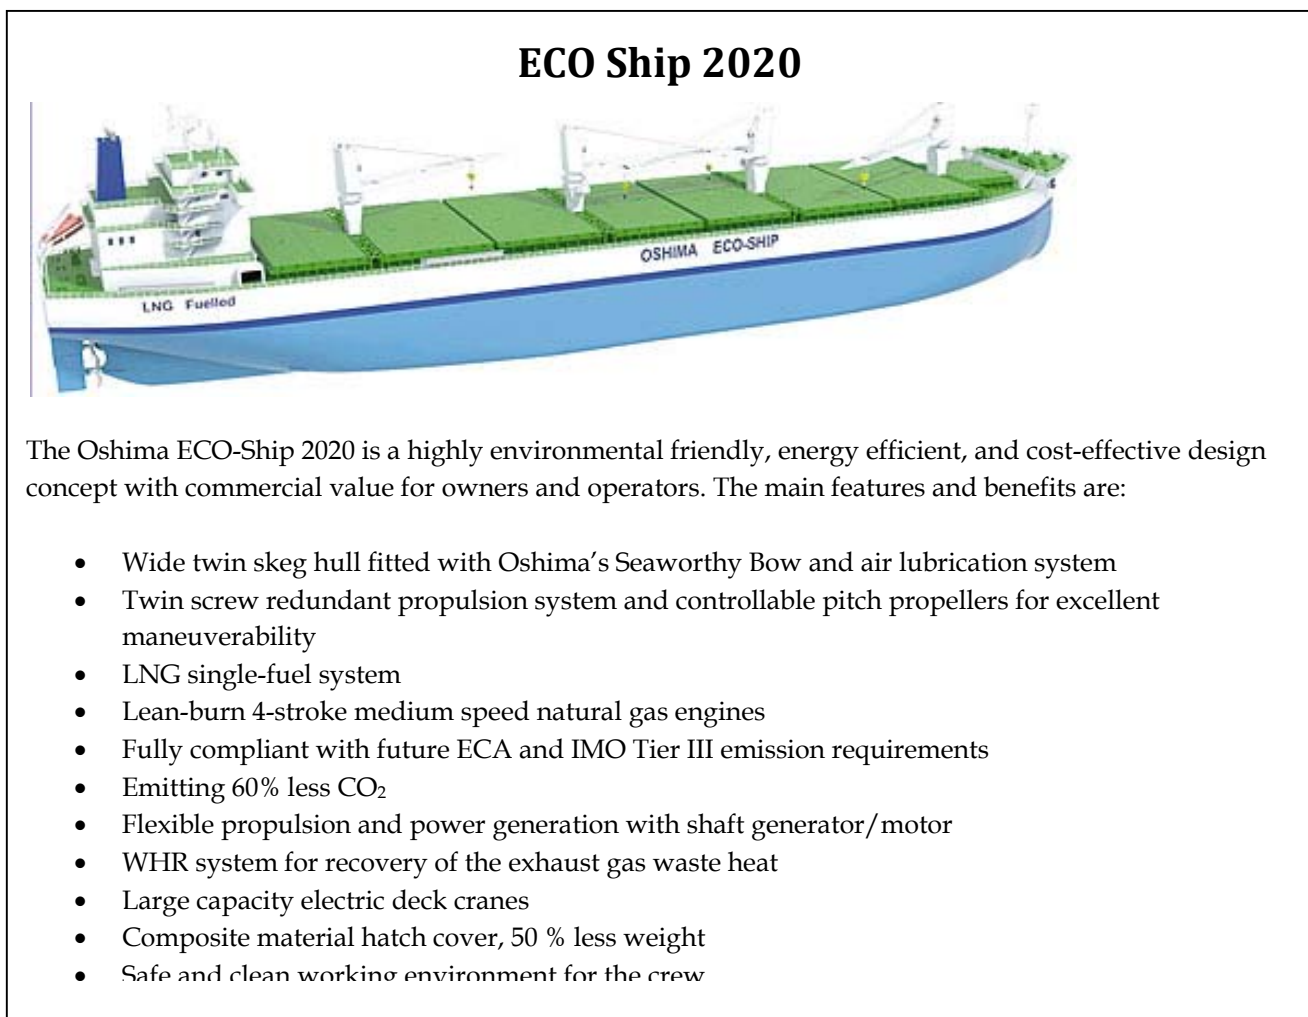 ECO Ship 2020
OSHIMA ECO-SHIP
LNG Fuelled
The Oshima ECO-Ship 2020 is a highly environmental friendly, energy efficient, and cost-effective design
concept with commercial value for owners and operators. The main features and benefits are:
• Wide twin skeg hull fitted with Oshima’s Seaworthy Bow and air lubrication system
• Twin screw redundant propulsion system and controllable pitch propellers for excellent
maneuverability
• LNG single-fuel system
• Lean-burn 4-stroke medium speed natural gas engines
• Fully compliant with future ECA and IMO Tier III emission requirements
• Emitting 60% less CO₂
• Flexible propulsion and power generation with shaft generator/motor
• WHR system for recovery of the exhaust gas waste heat
• Large capacity electric deck cranes
• Composite material hatch cover, 50 % less weight
• Safe and clean working environment for the crew